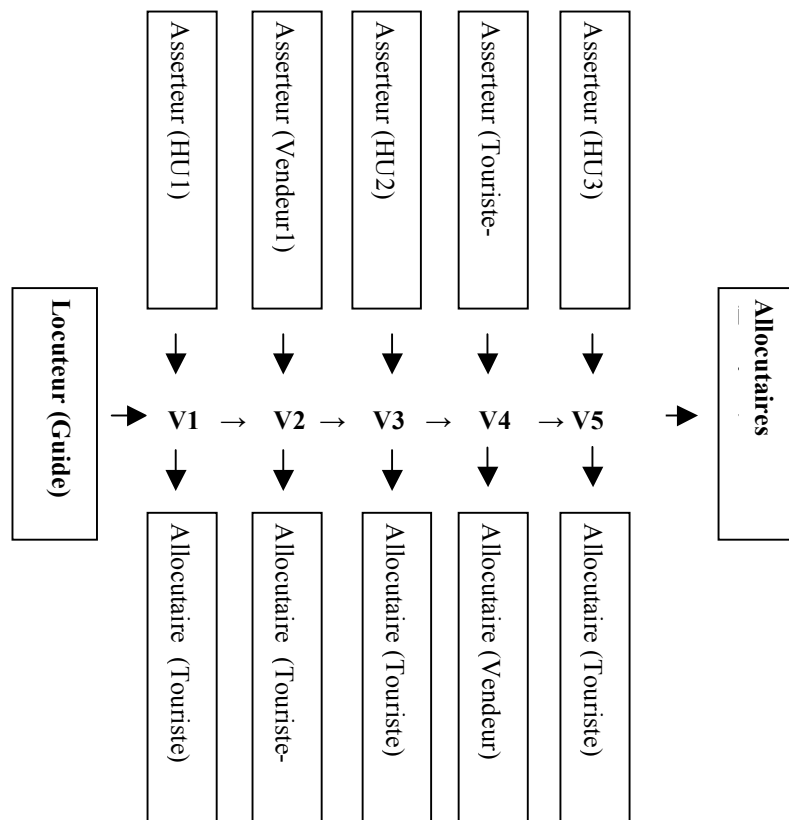 Asserteur (HU1)
Asserteur (Vendeur1)
Asserteur (HU2)
Asserteur (Touriste-
Asserteur (HU3)
Locuteur (Guide)
V1 → V2 → V3 → V4 → V5
Allocutaires
Allocutaire (Touriste)
Allocutaire (Touriste-
Allocutaire (Touriste)
Allocutaire (Vendeur)
Allocutaire (Touriste)